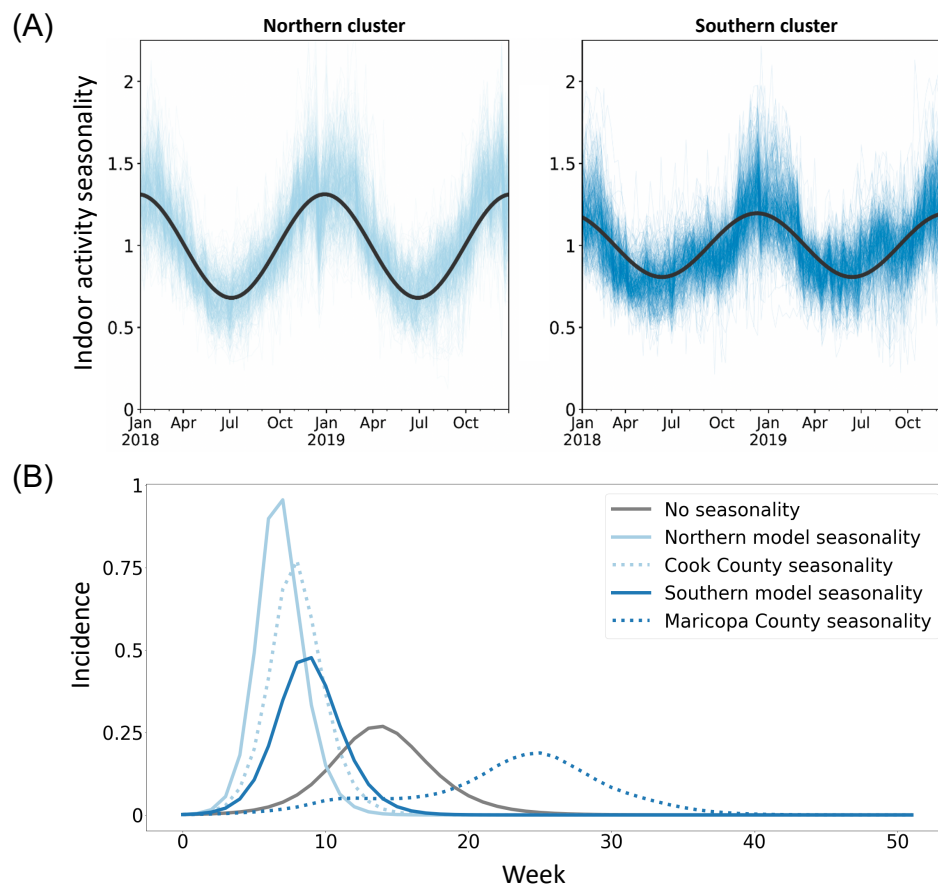 (A)
Northern cluster
Southern cluster
Indoor activity seasonality
2
1.5
1
0.5
0
Jan Apr Jul Oct Jan Apr Jul Oct
2018 2019
2
1.5
1
0.5
0
Jan Apr Jul Oct Jan Apr Jul Oct
2018 2019
(B)
Incidence
1
0.75
0.5
0.25
0
No seasonality
Northern model seasonality
Cook County seasonality
Southern model seasonality
Maricopa County seasonality
0 10 20 30 40 50
Week